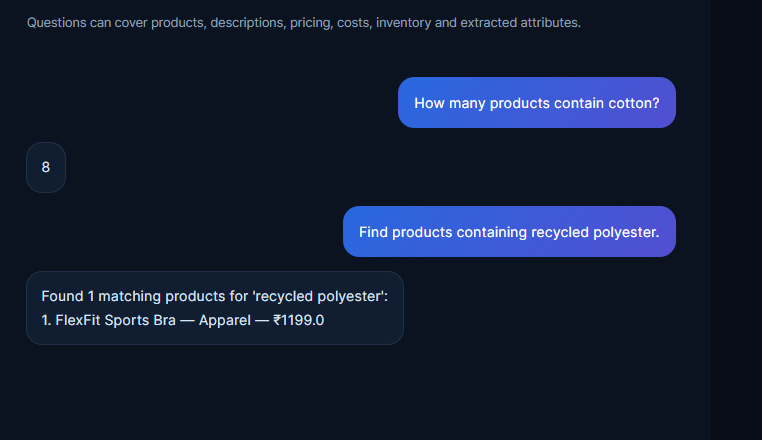 Questions can cover products, descriptions, pricing, costs, inventory and extracted attributes.
How many products contain cotton?
8
Find products containing recycled polyester.
Found 1 matching products for 'recycled polyester':
1. FlexFit Sports Bra — Apparel — ₹1199.0